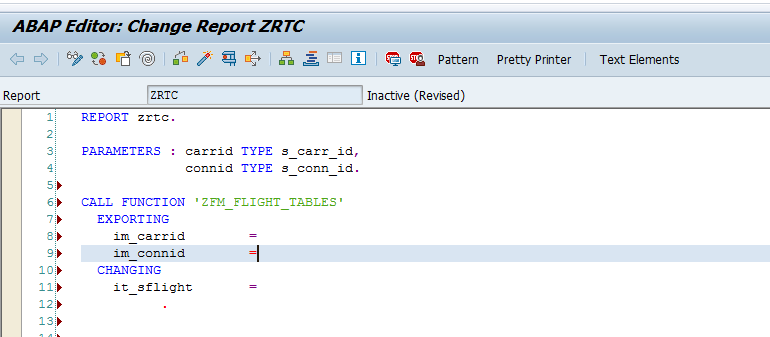 ABAP Editor: Change Report ZRTC
Pattern Pretty Printer Text Elements
Report ZRTC Inactive (Revised)
1 REPORT zrtc.
2
3 PARAMETERS : carrid TYPE s_carr_id,
4 connid TYPE s_conn_id.
5
6 CALL FUNCTION 'ZFM_FLIGHT_TABLES'
7 EXPORTING
8 im_carrid =
9 im_connid =
10 CHANGING
11 it_sflight =
12 .
13